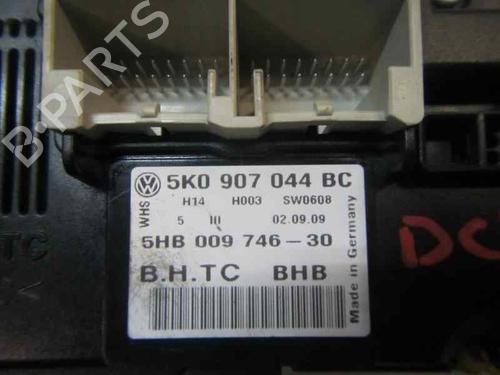 B-PARTS
5K0 907 044 BC
WHS
H14 H003 SW0608
5 III 02.09.09
5HB 009 746-30
B.H.TC BHB
Made in Germany
TC
DC